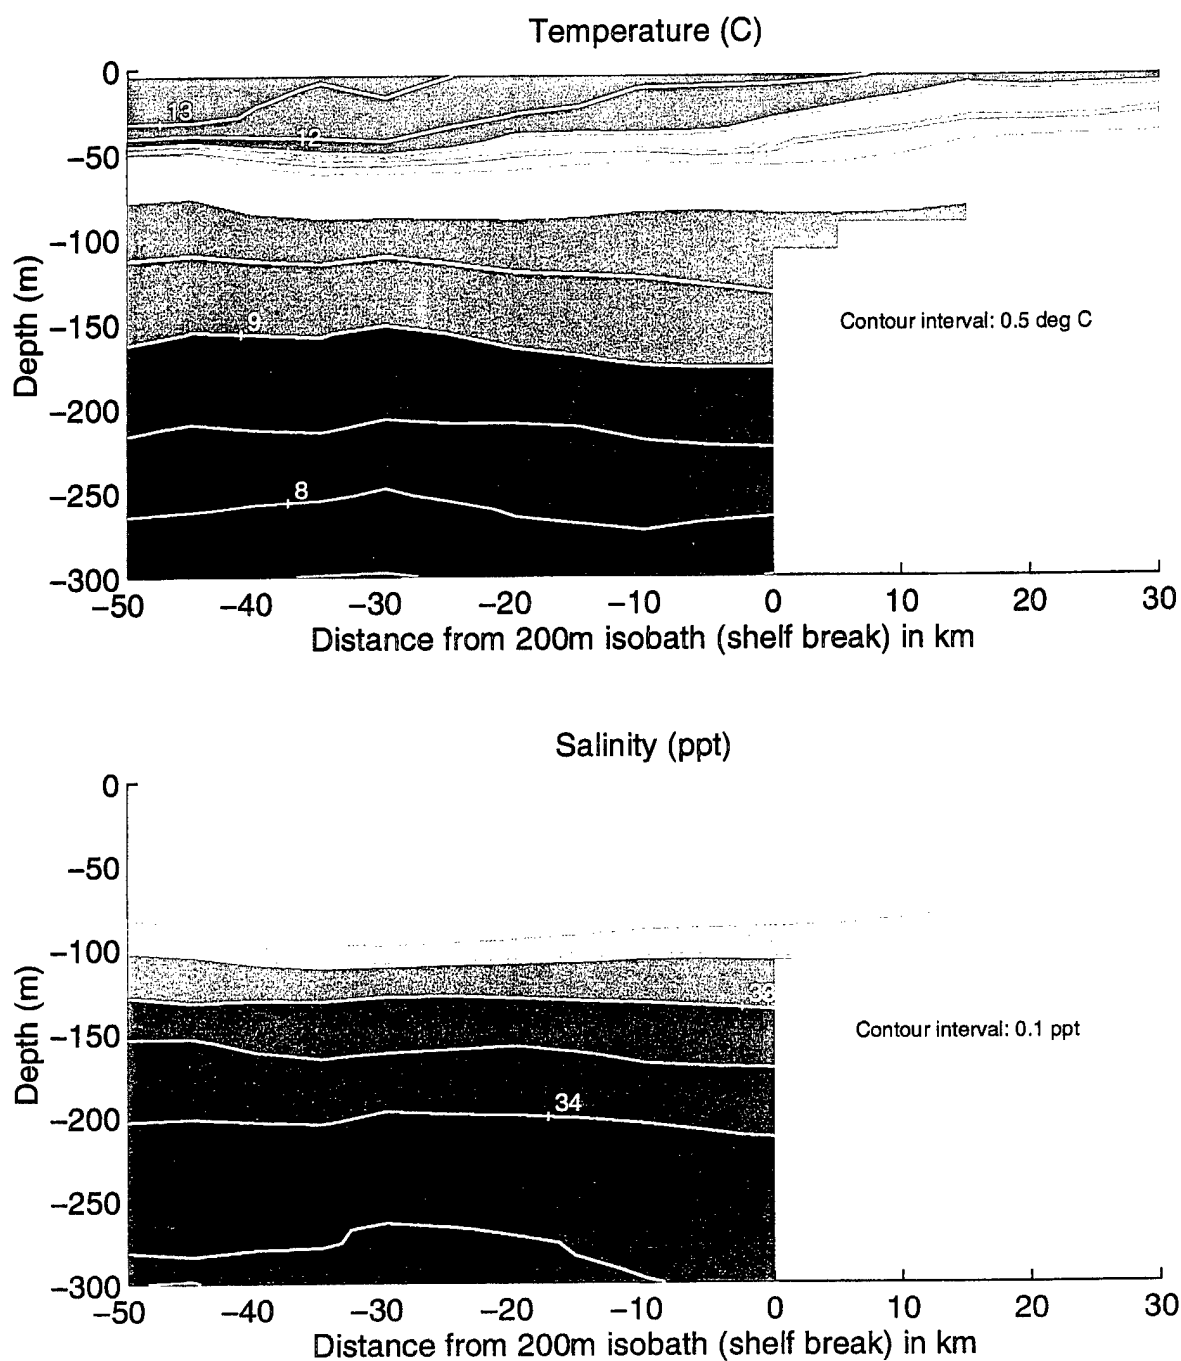 Temperature (C)
0
−50
−100
−150
−200
−250
−300
Depth (m)
13
12
9
8
Contour interval: 0.5 deg C
−50 −40 −30 −20 −10 0 10 20 30
Distance from 200m isobath (shelf break) in km
Salinity (ppt)
0
−50
−100
−150
−200
−250
−300
Depth (m)
33
34
Contour interval: 0.1 ppt
−50 −40 −30 −20 −10 0 10 20 30
Distance from 200m isobath (shelf break) in km